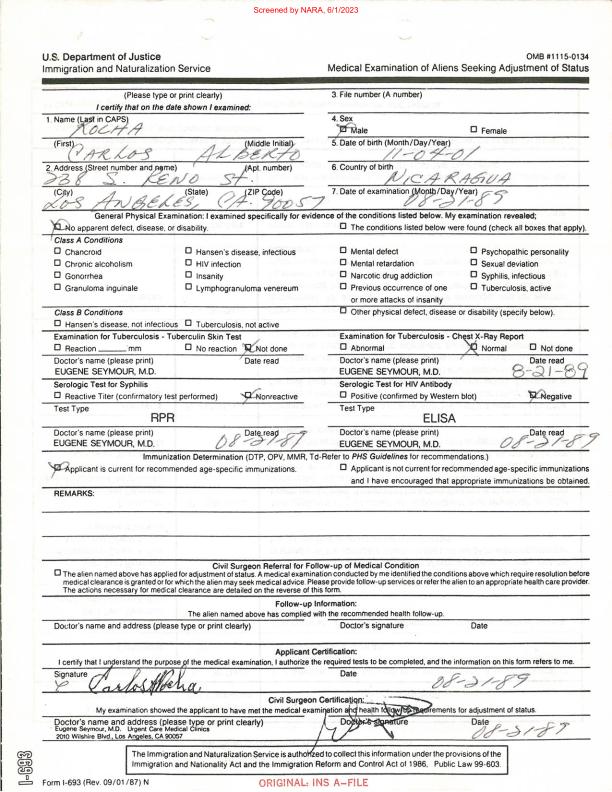 Screened by NARA, 6/1/2023
U.S. Department of Justice
Immigration and Naturalization Service
OMB #1115-0134
Medical Examination of Aliens Seeking Adjustment of Status
(Please type or print clearly)
I certify that on the date shown I examined:
3. File number (A number)
1. Name (Last in CAPS)
ROCHA
4. Sex
Male
Female
(First)
(Middle Initial)
CARLOS ALBERTO
5. Date of birth (Month/Day/Year)
11-04-01
2. Address (Street number and name)
(Apt. number)
238 S. RENO ST.
6. Country of birth
NICARAGUA
(City)
(State)
(ZIP Code)
LOS ANGELES, CA. 90057
7. Date of examination (Month/Day/Year)
08-21-89
General Physical Examination: I examined specifically for evidence of the conditions listed below. My examination revealed;
No apparent defect, disease, or disability.
The conditions listed below were found (check all boxes that apply).
Class A Conditions
Chancroid
Chronic alcoholism
Gonorrhea
Granuloma inguinale
Hansen's disease, infectious
HIV infection
Insanity
Lymphogranuloma venereum
Mental defect
Mental retardation
Narcotic drug addiction
Previous occurrence of one
or more attacks of insanity
Psychopathic personality
Sexual deviation
Syphilis, infectious
Tuberculosis, active
Class B Conditions
Hansen's disease, not infectious
Tuberculosis, not active
Other physical defect, disease or disability (specify below).
Examination for Tuberculosis - Tuberculin Skin Test
Reaction ______ mm
No reaction
Not done
Doctor's name (please print)
Date read
EUGENE SEYMOUR, M.D.
Examination for Tuberculosis - Chest X-Ray Report
Abnormal
Normal
Not done
Doctor's name (please print)
Date read
EUGENE SEYMOUR, M.D. 8-21-89
Serologic Test for Syphilis
Reactive Titer (confirmatory test performed)
Nonreactive
Test Type
RPR
Doctor's name (please print)
Date read
EUGENE SEYMOUR, M.D. 08-21-89
Serologic Test for HIV Antibody
Positive (confirmed by Western blot)
Negative
Test Type
ELISA
Doctor's name (please print)
Date read
EUGENE SEYMOUR, M.D. 08-21-89
Immunization Determination (DTP, OPV, MMR, Td-Refer to PHS Guidelines for recommendations.)
Applicant is current for recommended age-specific immunizations
Applicant is not current for recommended age-specific immunizations
and I have encouraged that appropriate immunizations be obtained.
REMARKS:
Civil Surgeon Referral for Follow-up of Medical Condition
The alien named above has applied for adjustment of status. A medical examination conducted by me identified the conditions above which require resolution before
medical clearance is granted or for which the alien may seek medical advice. Please provide follow-up services or refer the alien to an appropriate health care provider.
The actions necessary for medical clearance are detailed on the reverse of this form.
Follow-up Information:
The alien named above has complied with the recommended health follow-up.
Doctor's name and address (please type or print clearly)
Doctor's signature
Date
Applicant Certification:
I certify that I understand the purpose of the medical examination, I authorize the required tests to be completed, and the information on this form refers to me.
Signature
Carlos A Rocha
Date
08-21-89
Civil Surgeon Certification:
My examination showed the applicant to have met the medical examination and health follow-up requirements for adjustment of status.
Doctor's name and address (please type or print clearly)
Eugene Seymour, M.D. Urgent Care Medical Clinics
2010 Wilshire Blvd., Los Angeles, CA 90057
Doctor's signature
Date
08-21-89
The Immigration and Naturalization Service is authorized to collect this information under the provisions of the
Immigration and Nationality Act and the Immigration Reform and Control Act of 1986, Public Law 99-603.
Form I-693 (Rev. 09/01/87) N
ORIGINAL: INS A-FILE